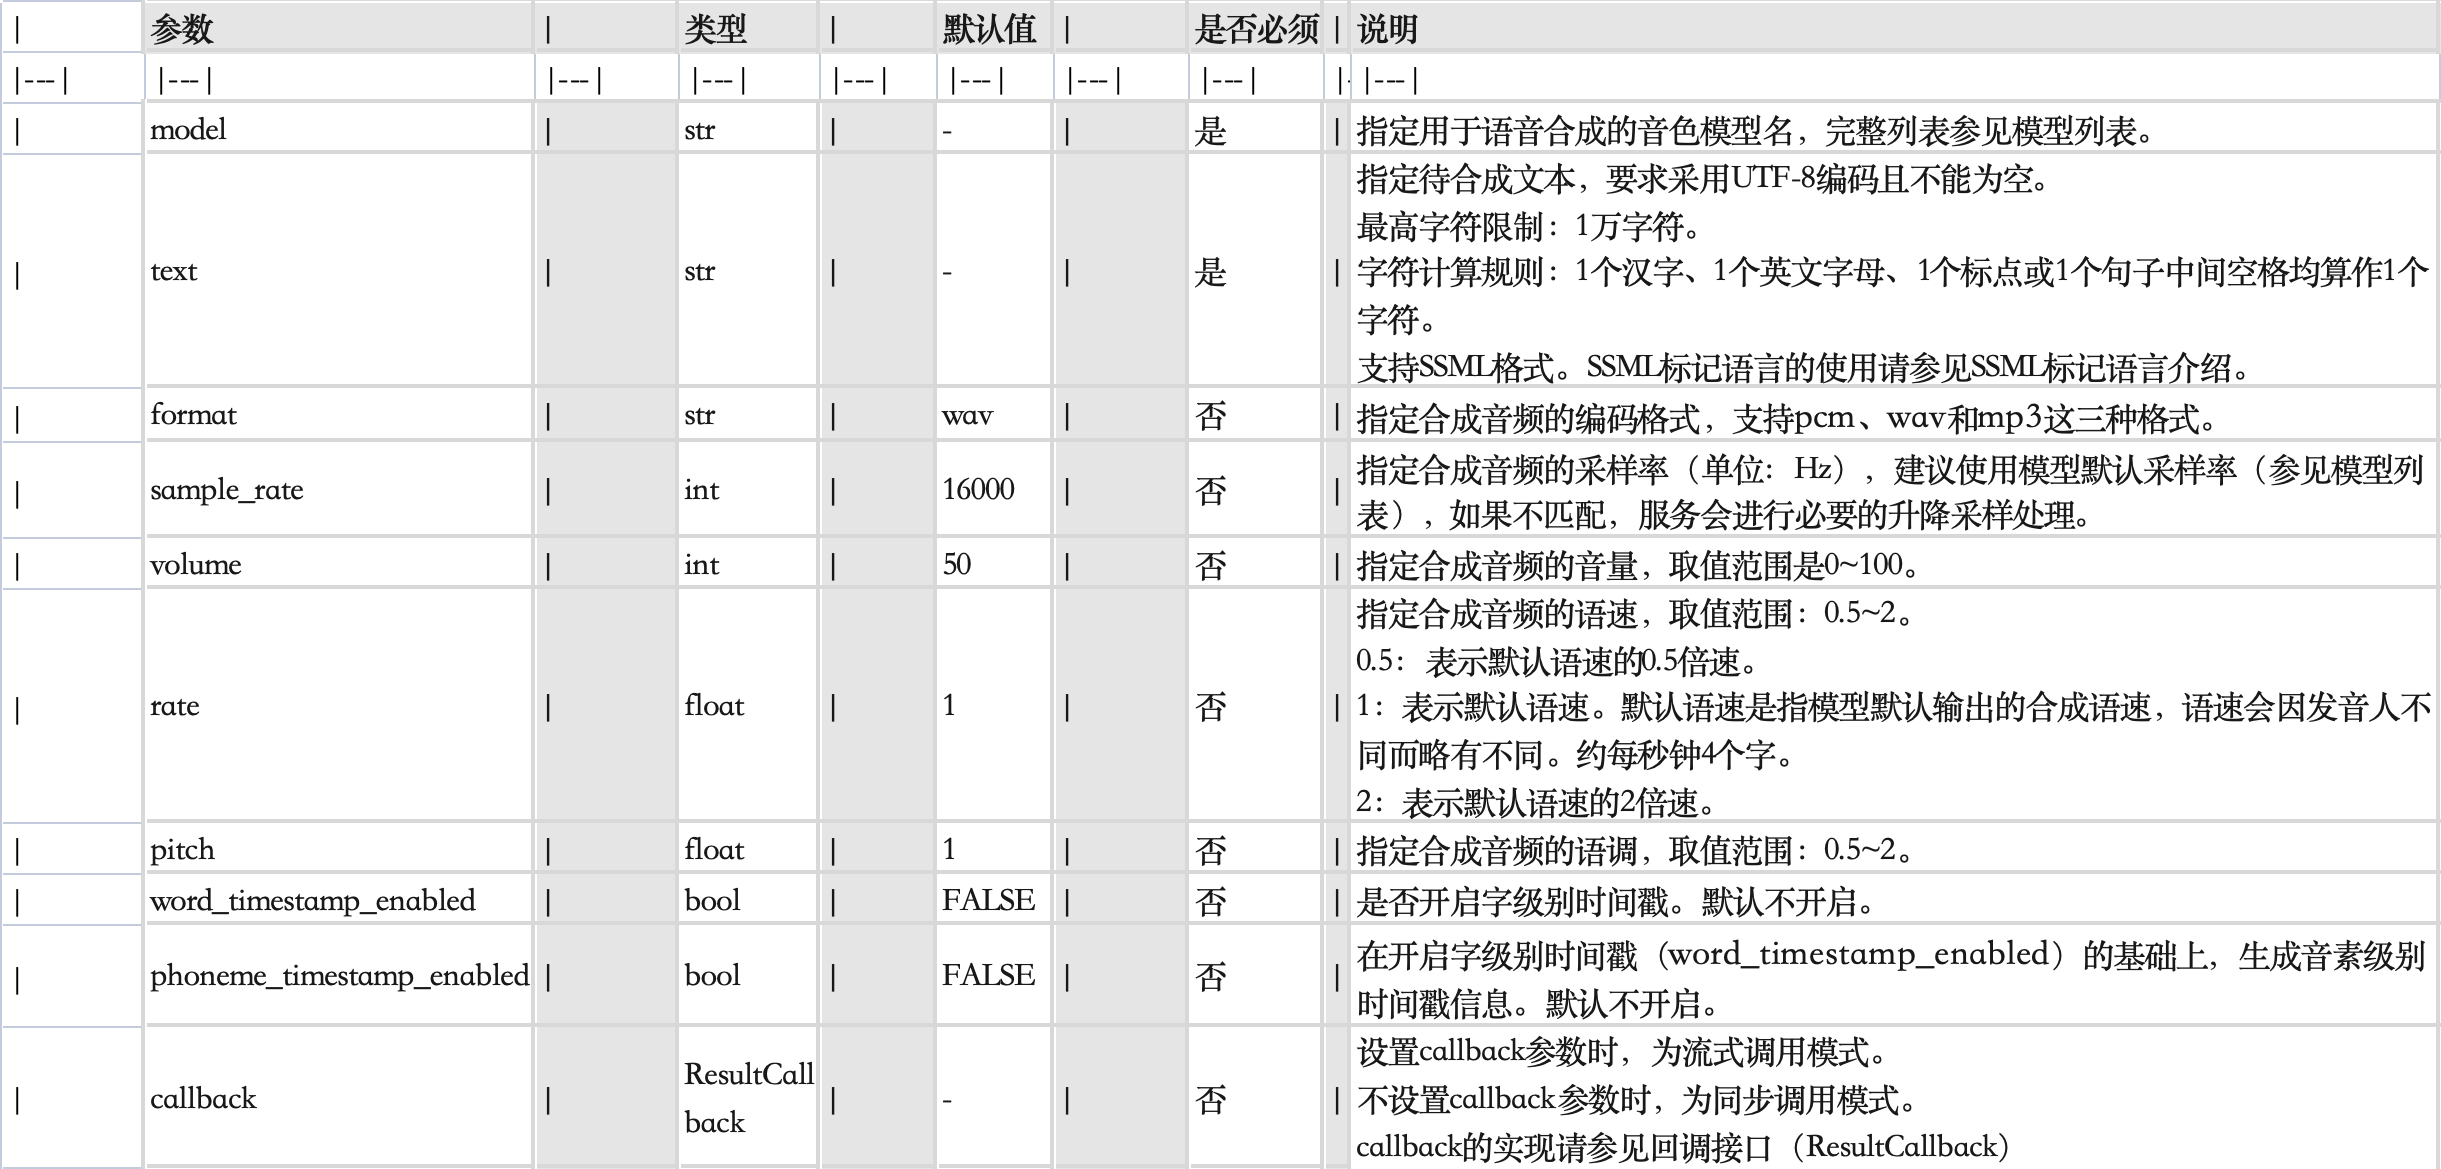 | 参数 | 类型 | 默认值 | 是否必须 | 说明
|---| |---| |---| |---| |---| |---| |---| |---| |- |---|
| model | str | - | 是 | 指定用于语音合成的音色模型名，完整列表参见模型列表。
指定待合成文本，要求采用UTF-8编码且不能为空。
最高字符限制：1万字符。
| text | str | - | 是 | 字符计算规则：1个汉字、1个英文字母、1个标点或1个句子中间空格均算作1个
字符。
支持SSML格式。SSML标记语言的使用请参见SSML标记语言介绍。
| format | str | wav | 否 | 指定合成音频的编码格式，支持pcm、wav和mp3这三种格式。
| sample_rate | int | 16000 | 否 | 指定合成音频的采样率（单位：Hz），建议使用模型默认采样率（参见模型列
表），如果不匹配，服务会进行必要的升降采样处理。
| volume | int | 50 | 否 | 指定合成音频的音量，取值范围是0~100。
指定合成音频的语速，取值范围：0.5~2。
0.5：表示默认语速的0.5倍速。
| rate | float | 1 | 否 | 1：表示默认语速。默认语速是指模型默认输出的合成语速，语速会因发音人不
同而略有不同。约每秒钟4个字。
2：表示默认语速的2倍速。
| pitch | float | 1 | 否 | 指定合成音频的语调，取值范围：0.5~2。
| word_timestamp_enabled | bool | FALSE | 否 | 是否开启字级别时间戳。默认不开启。
| phoneme_timestamp_enabled | bool | FALSE | 否 | 在开启字级别时间戳（word_timestamp_enabled）的基础上，生成音素级别
时间戳信息。默认不开启。
设置callback参数时，为流式调用模式。
| callback | ResultCall
back | - | 否 | 不设置callback参数时，为同步调用模式。
callback的实现请参见回调接口（ResultCallback）